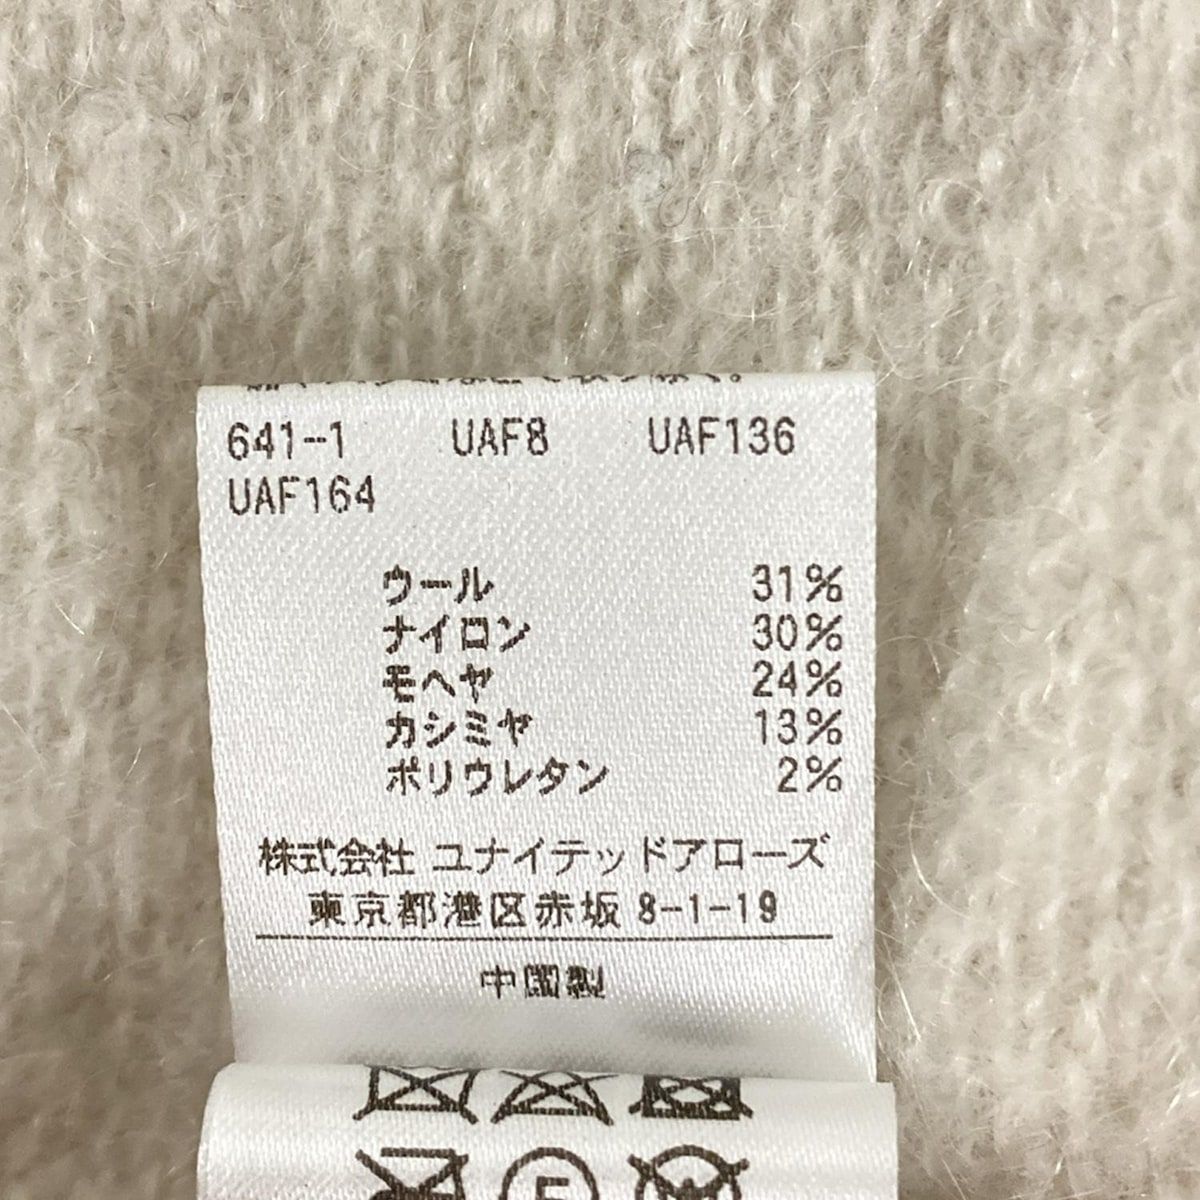 641-1 UAF8 UAF136
UAF164
ウール 31%
ナイロン 30%
モヘヤ 24%
カシミヤ 13%
ポリウレタン 2%
株式会社 ユナイテッドアローズ
東京都港区赤坂 8-1-19
中国製